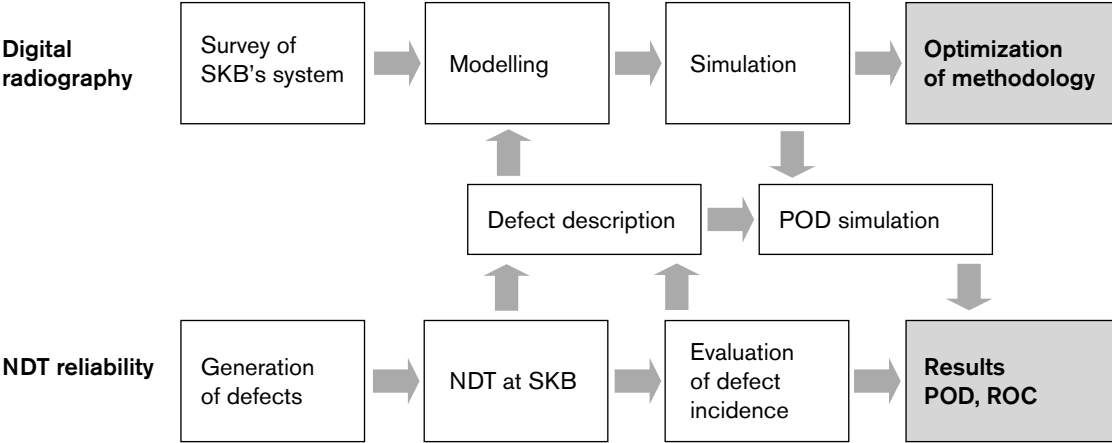 Digital
radiography
Survey of
SKB's system
Modelling
Simulation
Optimization
of methodology
Defect description
POD simulation
NDT reliability
Generation
of defects
NDT at SKB
Evaluation
of defect
incidence
Results
POD, ROC